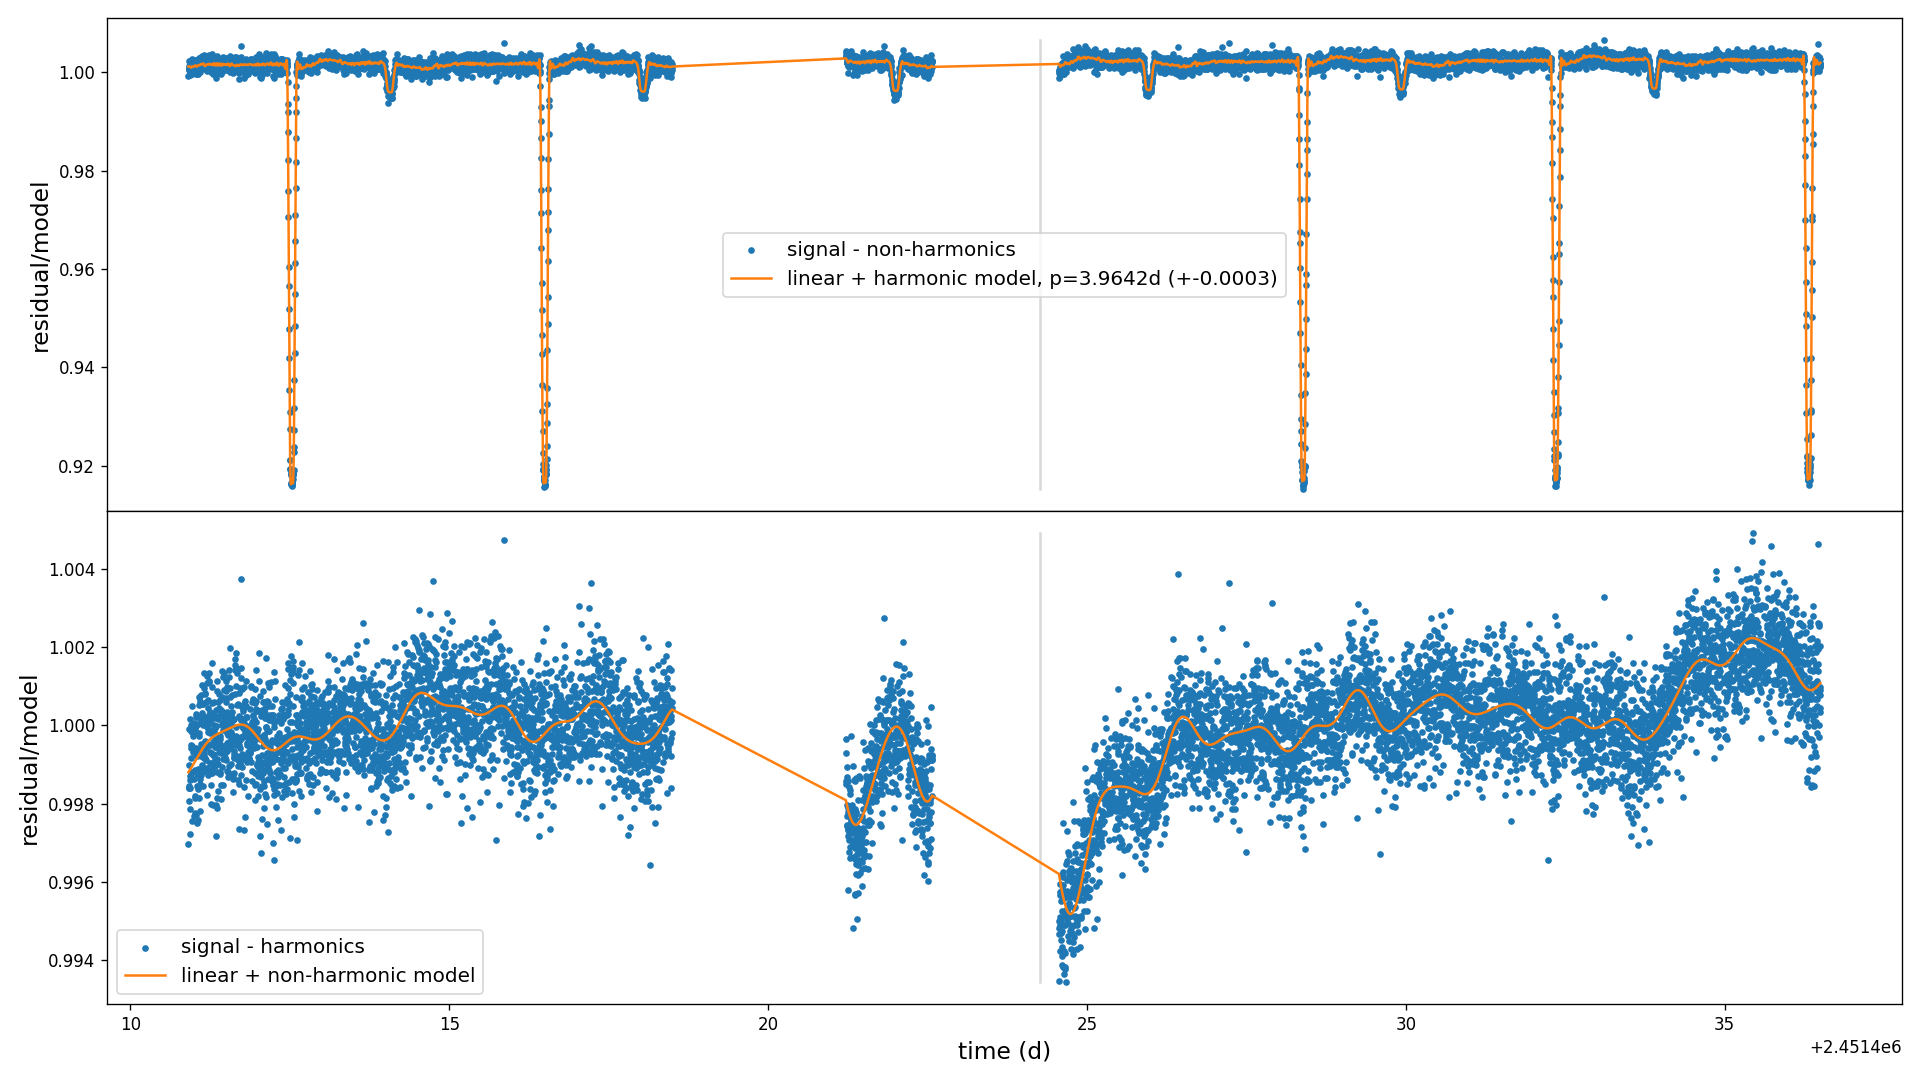 1.00
0.98
0.96
0.94
0.92
residual/model
signal - non-harmonics
linear + harmonic model, p=3.9642d (+-0.0003)
1.004
1.002
1.000
0.998
0.996
0.994
residual/model
signal - harmonics
linear + non-harmonic model
10 15 20 25 30 35
time (d)
+2.4514e6